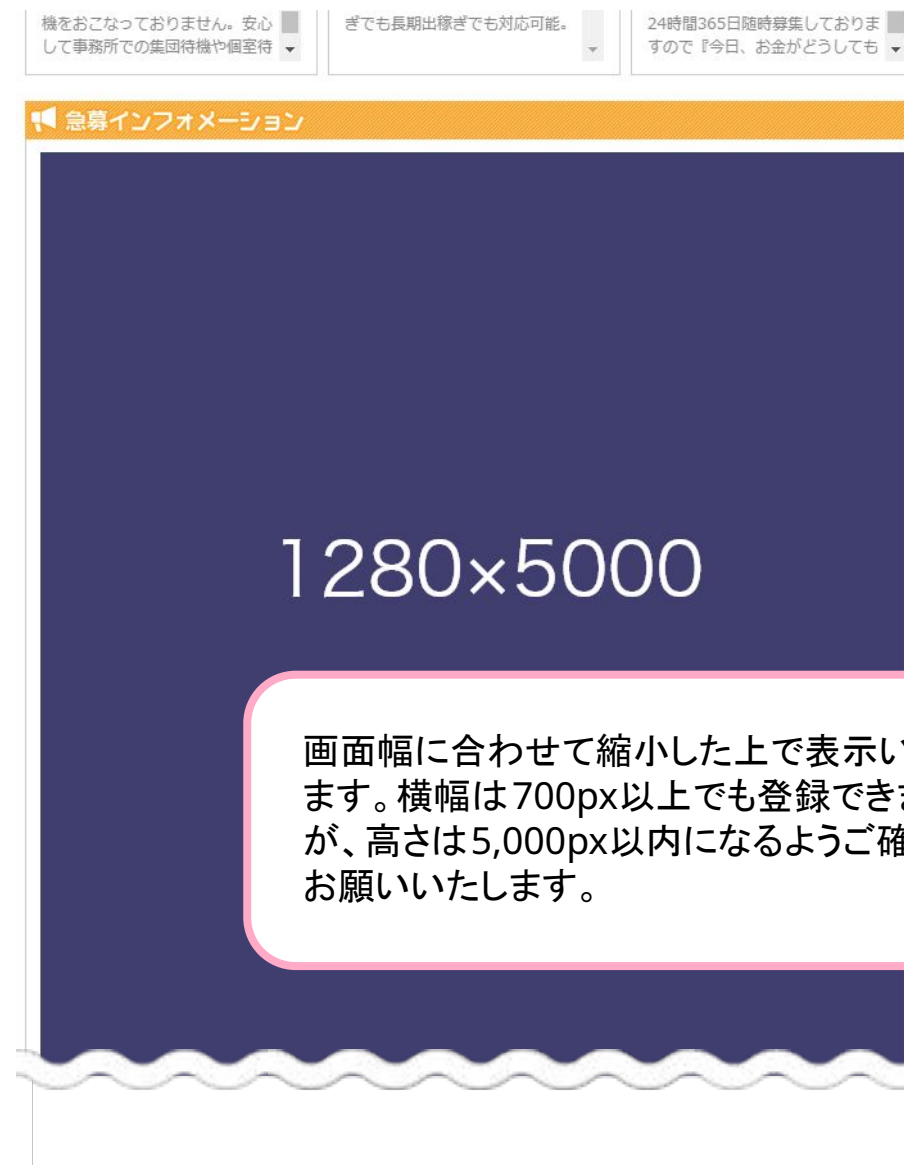 機をおこなっておりません。安心
して事務所での集団待機や個室待
ぎでも長期出稼ぎでも対応可能。
24時間365日随時募集しておりま
すので『今日、お金がどうしても
急募インフォメーション
1280×5000
画面幅に合わせて縮小した上で表示い
ます。横幅は700px以上でも登録でき
が、高さは5,000px以内になるようご確
お願いいたします。